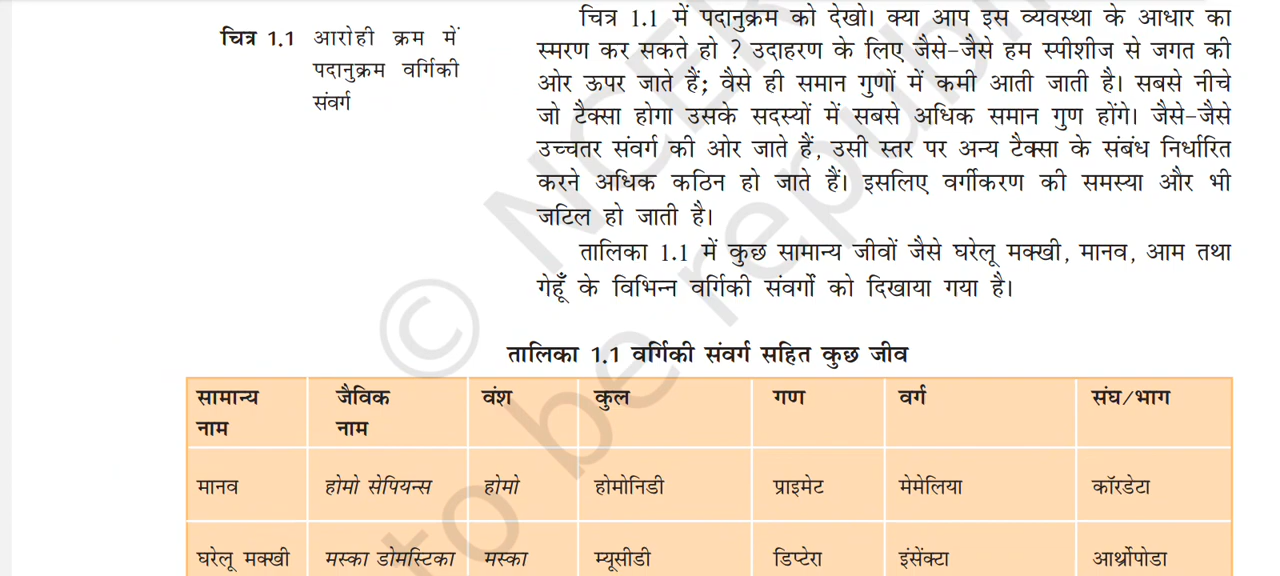 चित्र 1.1 आरोही क्रम में
पदानुक्रम वर्गिकी
संवर्ग
चित्र 1.1 में पदानुक्रम को देखो। क्या आप इस व्यवस्था के आधार का
स्मरण कर सकते हो ? उदाहरण के लिए जैसे-जैसे हम स्पीशीज से जगत की
ओर ऊपर जाते हैं; वैसे ही समान गुणों में कमी आती जाती है। सबसे नीचे
जो टैक्सा होगा उसके सदस्यों में सबसे अधिक समान गुण होंगे। जैसे-जैसे
उच्चतर संवर्ग की ओर जाते हैं, उसी स्तर पर अन्य टैक्सा के संबंध निर्धारित
करने अधिक कठिन हो जाते हैं। इसलिए वर्गीकरण की समस्या और भी
जटिल हो जाती है।
तालिका 1.1 में कुछ सामान्य जीवों जैसे घरेलू मक्खी, मानव, आम तथा
गेहूँ के विभिन्न वर्गिकी संवर्गों को दिखाया गया है।
तालिका 1.1 वर्गिकी संवर्ग सहित कुछ जीव
सामान्य जैविक वंश कुल गण वर्ग संघ/भाग
नाम नाम
मानव होमो सेपियन्स होमो होमोनिडी प्राइमेट मेमेलिया कॉरडेटा
घरेलू मक्खी मस्का डोमस्टिका मस्का म्यूसीडी डिप्टेरा इंसेंक्टा आर्थ्रोपोडा
© NCER
to be republi